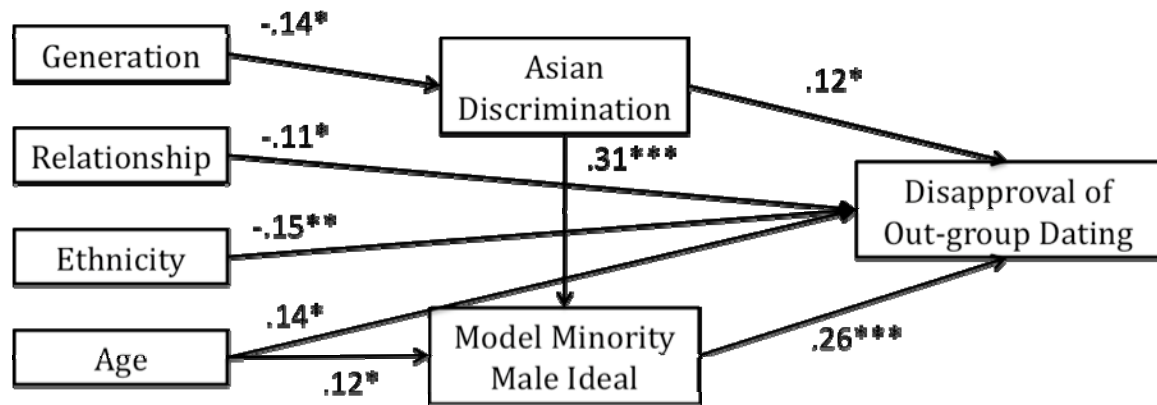 -.14*
Generation
Asian
Discrimination
.12*
-.11*
Relationship
.31***
Disapproval of
Out-group Dating
-.15**
Ethnicity
.14*
Model Minority
Male Ideal
.26***
Age
.12*